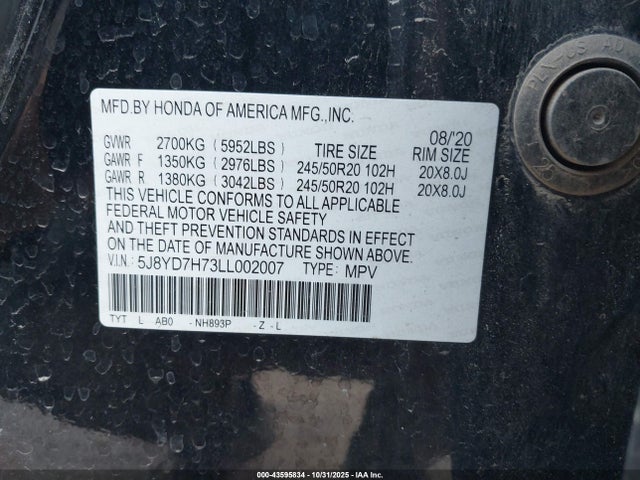 MFD.BY HONDA OF AMERICA MFG.,INC.
08/'20
GVWR 2700KG (5952LBS) TIRE SIZE RIM SIZE
GAWR F 1350KG (2976LBS) 245/50R20 102H 20X8.0J
GAWR R 1380KG (3042LBS) 245/50R20 102H 20X8.0J
THIS VEHICLE CONFORMS TO ALL APPLICABLE
FEDERAL MOTOR VEHICLE SAFETY
AND THEFT PREVENTION STANDARDS IN EFFECT
ON THE DATE OF MANUFACTURE SHOWN ABOVE.
V.I.N: 5J8YD7H73LL002007 TYPE: MPV
TYT L AB0 -NH893P -Z-L
000-43595834 10/31/2025 IAAC.COM